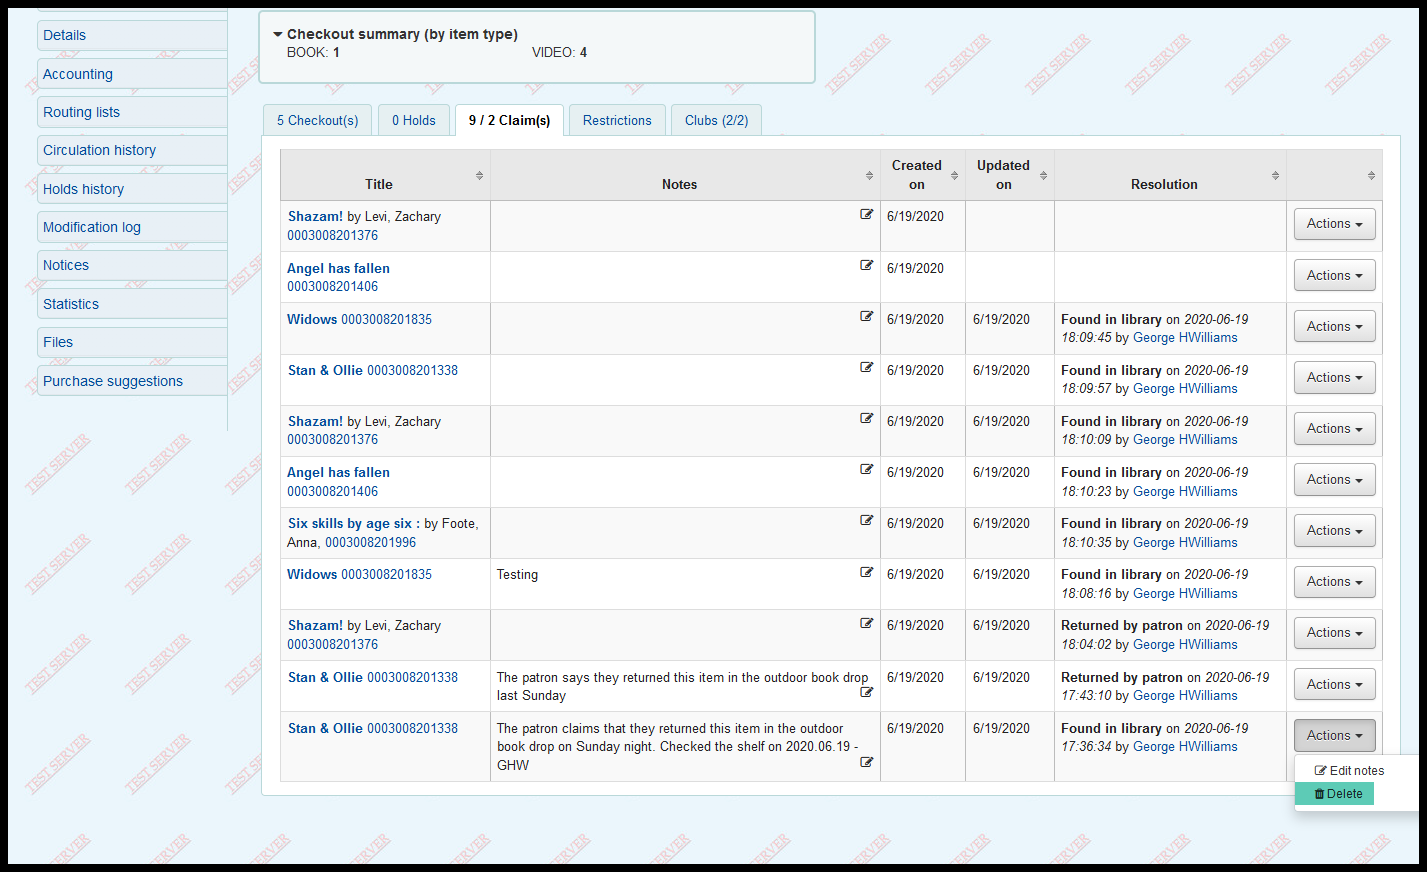 Checkout summary (by item type)
BOOK: 1 VIDEO: 4
Details
Accounting
Routing lists
Circulation history
Holds history
Modification log
Notices
Statistics
Files
Purchase suggestions
5 Checkout(s) 0 Holds 9 / 2 Claim(s) Restrictions Clubs (2/2)
Title Notes Created on Updated on Resolution
Shazam! by Levi, Zachary 6/19/2020 Actions
0003008201376
Angel has fallen 6/19/2020 Actions
0003008201406
Widows 0003008201835 6/19/2020 6/19/2020 Found in library on 2020-06-19 Actions
18:09:45 by George HWilliams
Stan & Ollie 0003008201338 6/19/2020 6/19/2020 Found in library on 2020-06-19 Actions
18:09:57 by George HWilliams
Shazam! by Levi, Zachary 6/19/2020 6/19/2020 Found in library on 2020-06-19 Actions
0003008201376 18:10:09 by George HWilliams
Angel has fallen 6/19/2020 6/19/2020 Found in library on 2020-06-19 Actions
0003008201406 18:10:23 by George HWilliams
Six skills by age six : by Foote, 6/19/2020 6/19/2020 Found in library on 2020-06-19 Actions
Anna, 0003008201996 18:10:35 by George HWilliams
Widows 0003008201835 Testing 6/19/2020 6/19/2020 Found in library on 2020-06-19 Actions
18:08:16 by George HWilliams
Shazam! by Levi, Zachary 6/19/2020 6/19/2020 Returned by patron on 2020-06-19 Actions
0003008201376 18:04:02 by George HWilliams
Stan & Ollie 0003008201338 The patron says they returned this item in the outdoor book drop 6/19/2020 6/19/2020 Returned by patron on 2020-06-19 Actions
last Sunday 17:43:10 by George HWilliams
Stan & Ollie 0003008201338 The patron claims that they returned this item in the outdoor 6/19/2020 6/19/2020 Found in library on 2020-06-19 Actions
book drop on Sunday night. Checked the shelf on 2020.06.19 - 17:36:34 by George HWilliams
GHW
Edit notes
Delete
TEST SERVER